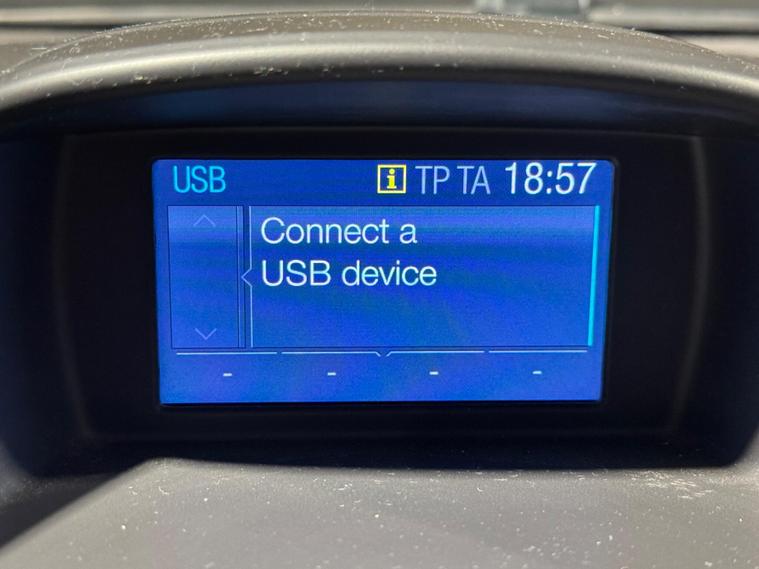 USB i TP TA 18:57
Connect a
USB device
- - - -